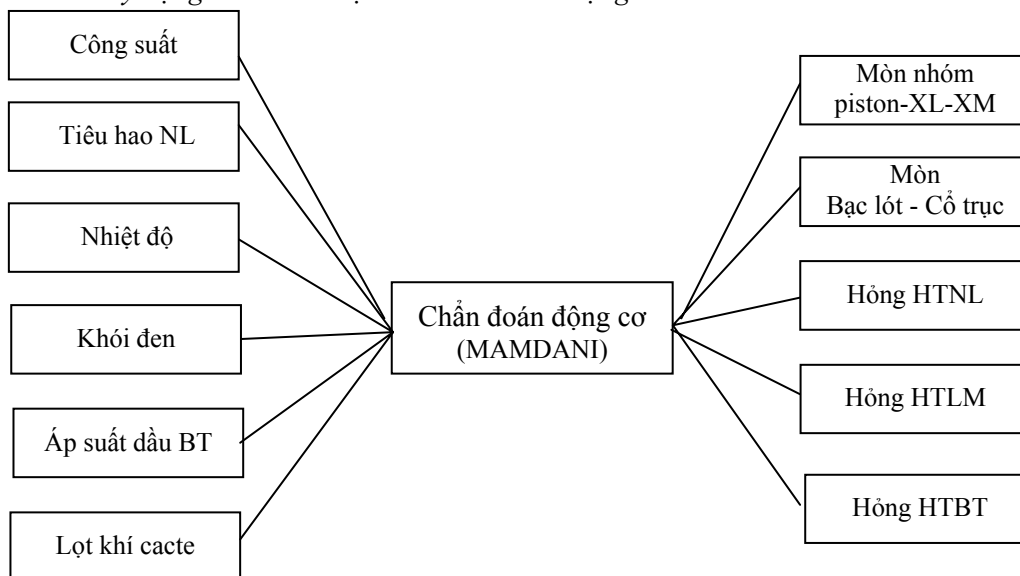 Công suất
Tiêu hao NL
Nhiệt độ
Khói đen
Áp suất dầu BT
Lọt khí cacte
Chẩn đoán động cơ
(MAMDANI)
Mòn nhóm
piston-XL-XM
Mòn
Bạc lót - Cổ trục
Hỏng HTNL
Hỏng HTLM
Hỏng HTBT